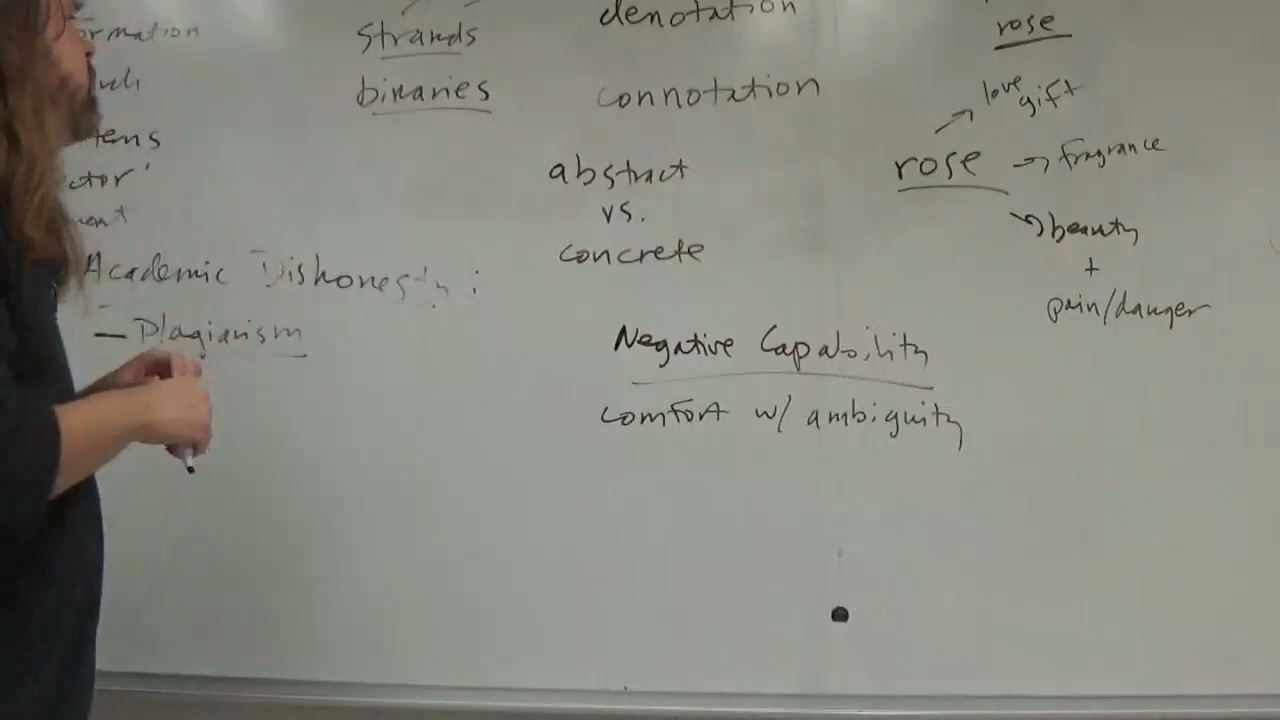 strands
binaries
Academic Dishonesty:
— Plagiarism
denotation
connotation
abstract
vs.
concrete
Negative Capability
comfort w/ ambiguity
rose
love
gift
rose → fragrance
beauty
+
pain/danger